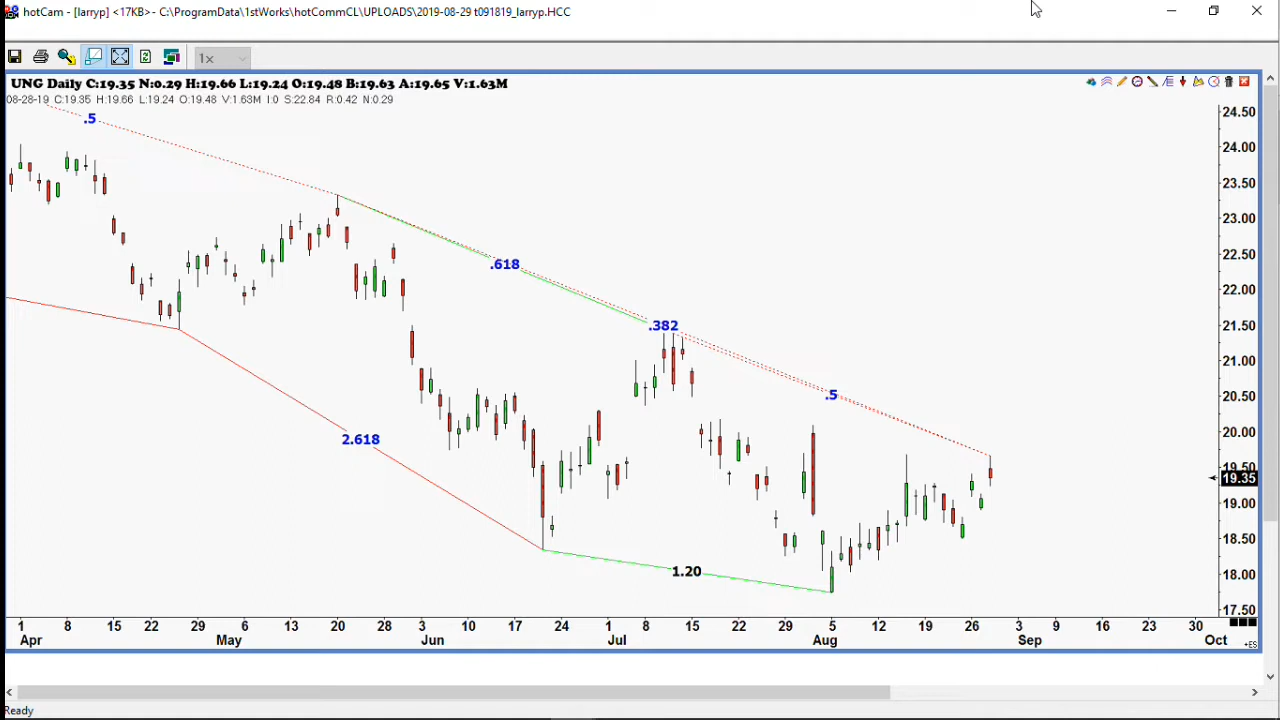 hotCam - [larryp] <17KB> - C:\ProgramData\1stWorks\hotCommCL\UPLOADS\2019-08-29 t091819_larryp.HCC
1x
UNG Daily C:19.35 N:0.29 H:19.66 L:19.24 O:19.48 B:19.63 A:19.65 V:1.63M
08-28-19 C:19.35 H:19.66 L:19.24 O:19.48 V:1.63M I:0 S:22.84 R:0.42 N:0.29
24.50
.5
24.00
23.50
23.00
22.50
.618
22.00
21.50
.382
21.00
20.50
.5
20.00
2.618
19.50
19.35
19.00
18.50
18.00
1.20
17.50
1 8 15 22 29 6 13 20 28 3 10 17 24 1 8 15 22 29 5 12 19 26 3 9 16 23 30
Apr May Jun Jul Aug Sep Oct
+ES
Ready